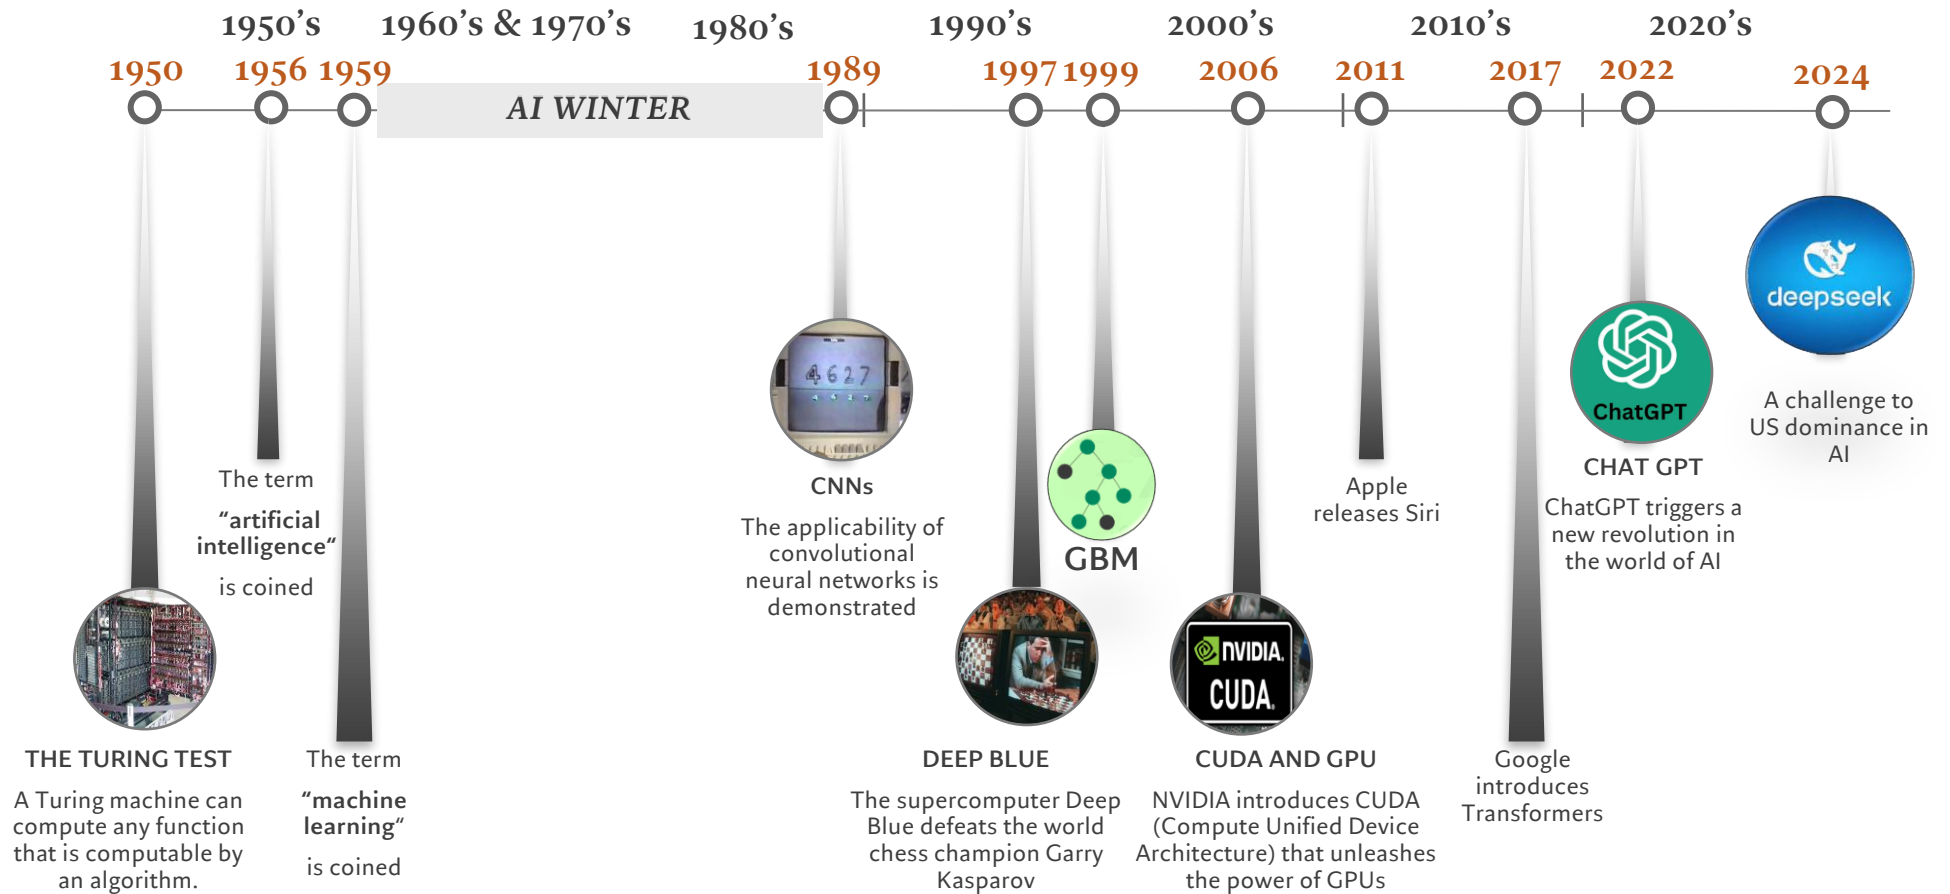 1950's
1960's & 1970's
1980's
1990's
2000's
2010's
2020's
1950
1956
1959
1989
1997
1999
2006
2011
2017
2022
2024
AI WINTER
THE TURING TEST
A Turing machine can
compute any function
that is computable by
an algorithm.
The term
"artificial
intelligence"
is coined
The term
"machine
learning"
is coined
4627
CNNs
The applicability of
convolutional
neural networks is
demonstrated
DEEP BLUE
The supercomputer Deep
Blue defeats the world
chess champion Garry
Kasparov
GBM
NVIDIA.
CUDA.
CUDA AND GPU
NVIDIA introduces CUDA
(Compute Unified Device
Architecture) that unleashes
the power of GPUs
Apple
releases Siri
Google
introduces
Transformers
ChatGPT
CHAT GPT
ChatGPT triggers a
new revolution in
the world of AI
deepseek
A challenge to
US dominance in
AI